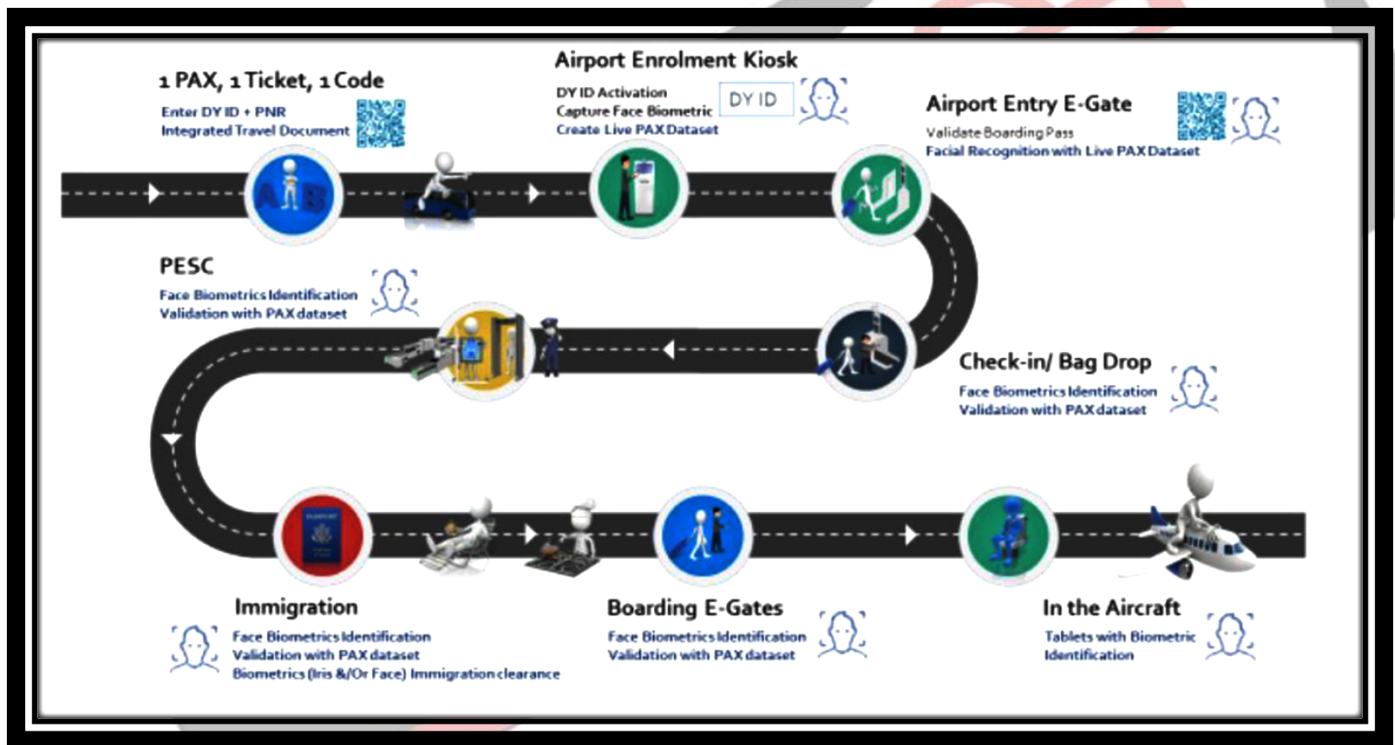 1 PAX, 1 Ticket, 1 Code
Enter DY ID + PNR
Integrated Travel Document
Airport Enrolment Kiosk
DY ID Activation
Capture Face Biometric
Create Live PAX Dataset
DY ID
Airport Entry E-Gate
Validate Boarding Pass
Facial Recognition with Live PAX Dataset
A B
PESC
Face Biometrics Identification
Validation with PAX dataset
Check-in/ Bag Drop
Face Biometrics Identification
Validation with PAX dataset
PASSPORT
Immigration
Face Biometrics Identification
Validation with PAX dataset
Biometrics (Iris &/Or Face) Immigration clearance
Boarding E-Gates
Face Biometrics Identification
Validation with PAX dataset
In the Aircraft
Tablets with Biometric
Identification